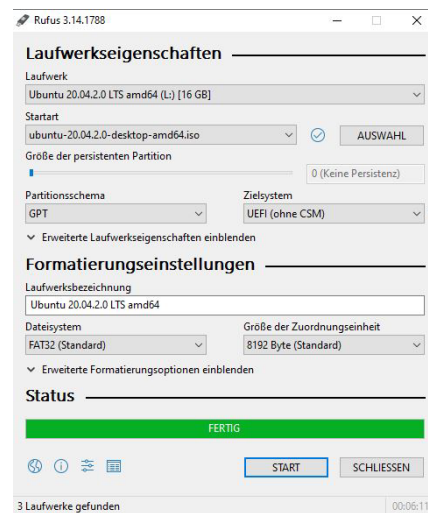 Rufus 3.14.1788
Laufwerkseigenschaften
Laufwerk
Ubuntu 20.04.2.0 LTS amd64 (L:) [16 GB]
Startart
ubuntu-20.04.2.0-desktop-amd64.iso
AUSWAHL
Größe der persistenten Partition
0 (Keine Persistenz)
Partitionsschema
Zielsystem
GPT
UEFI (ohne CSM)
Erweiterte Laufwerkseigenschaften einblenden
Formatierungseinstellungen
Laufwerksbezeichnung
Ubuntu 20.04.2.0 LTS amd64
Dateisystem
Größe der Zuordnungseinheit
FAT32 (Standard)
8192 Byte (Standard)
Erweiterte Formatierungsoptionen einblenden
Status
FERTIG
START
SCHLIESSEN
3 Laufwerke gefunden
00:06:11